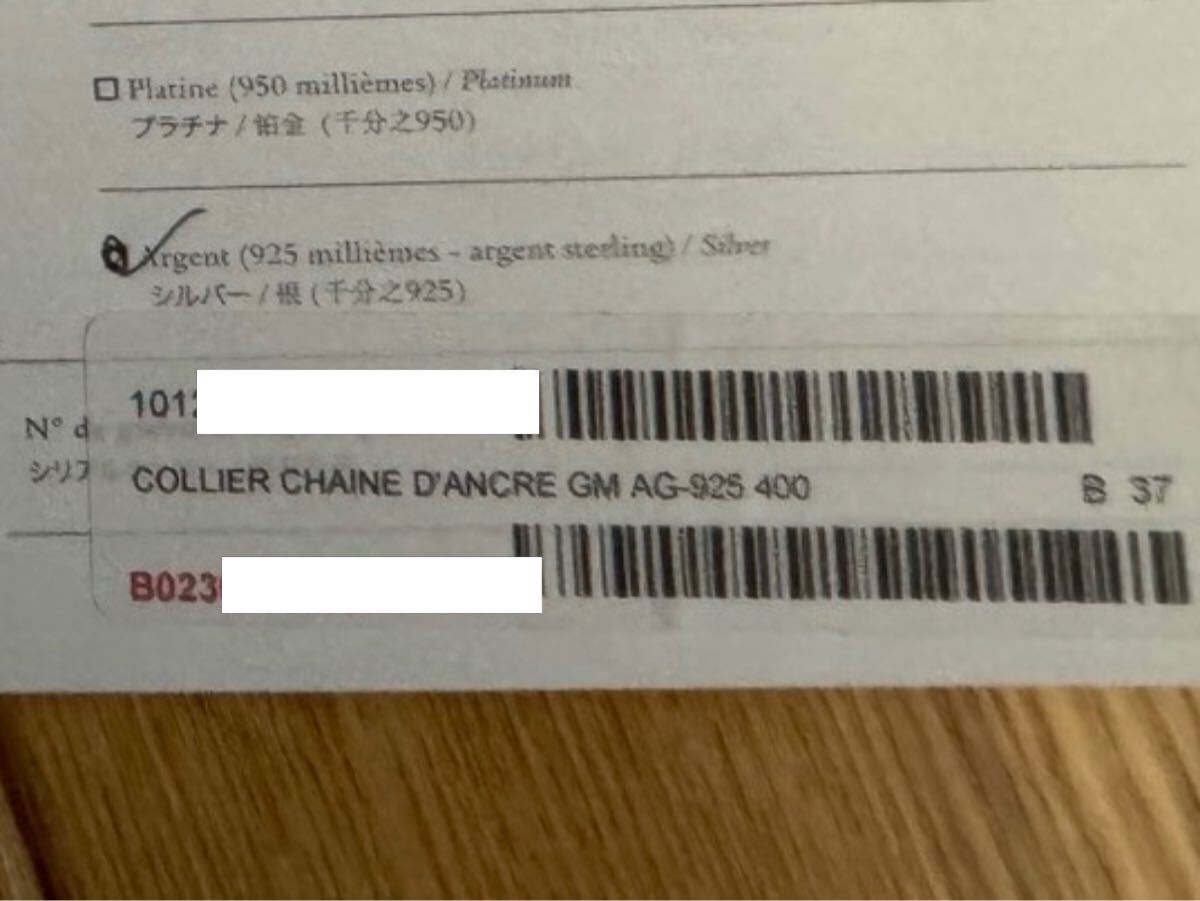 Platine (950 millièmes) / Platinum
プラチナ / 铂金 (千分之950)
Argent (925 millièmes - argent sterling) / Silver
シルバー / 银 (千分之925)
101
N° d
シリ
COLLIER CHAINE D'ANCRE GM AG-925 400 B 37
B023